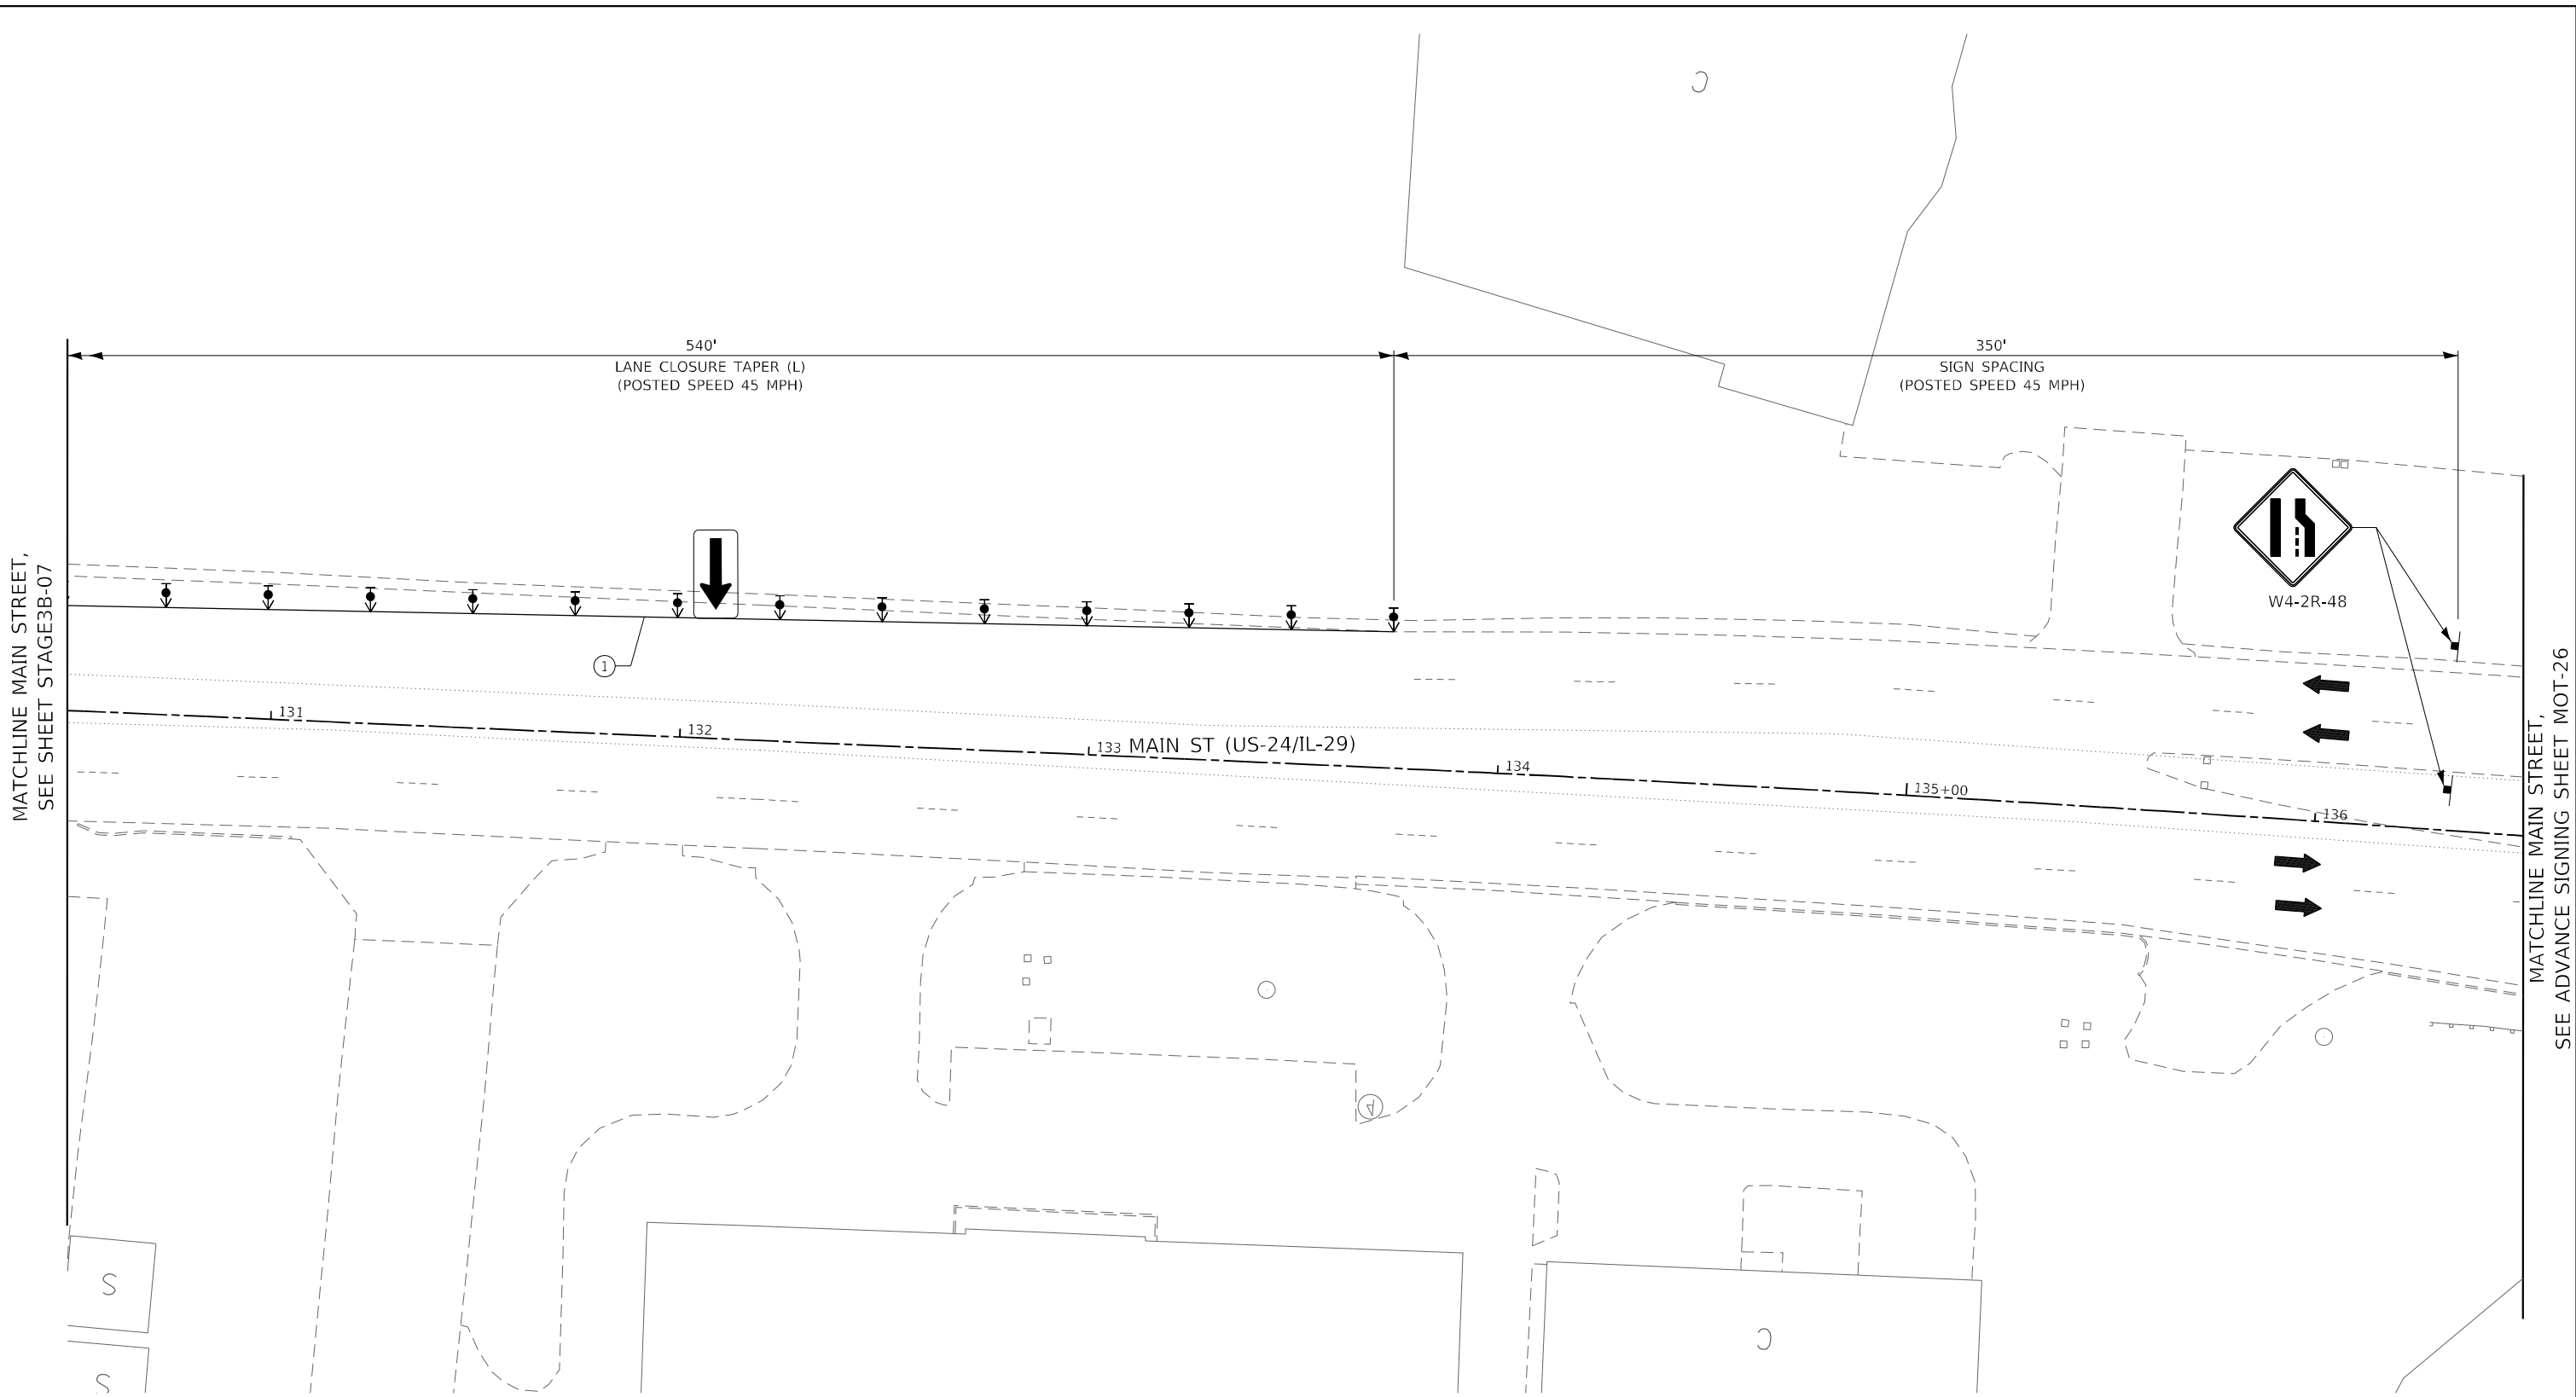 540'
LANE CLOSURE TAPER (L)
(POSTED SPEED 45 MPH)
350'
SIGN SPACING
(POSTED SPEED 45 MPH)
C
MATCHLINE MAIN STREET,
SEE SHEET STAGE3B-07
W4-2R-48
1
131
132
133
MAIN ST (US-24/IL-29)
134
135+00
136
MATCHLINE MAIN STREET,
SEE ADVANCE SIGNING SHEET MOT-26
A
S
S
C